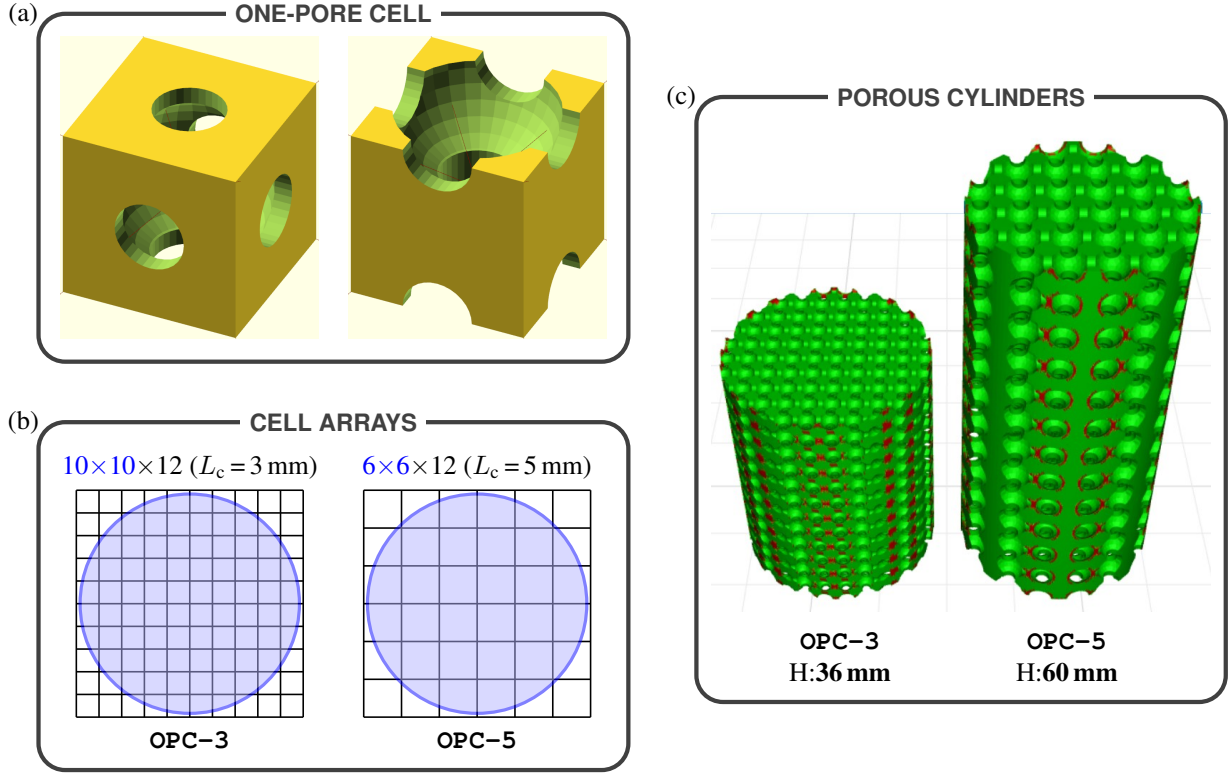 (a) ONE-PORE CELL
(b) CELL ARRAYS
10×10×12 (Lc = 3 mm) 6×6×12 (Lc = 5 mm)
OPC−3 OPC−5
(c) POROUS CYLINDERS
OPC−3 OPC−5
H:36 mm H:60 mm